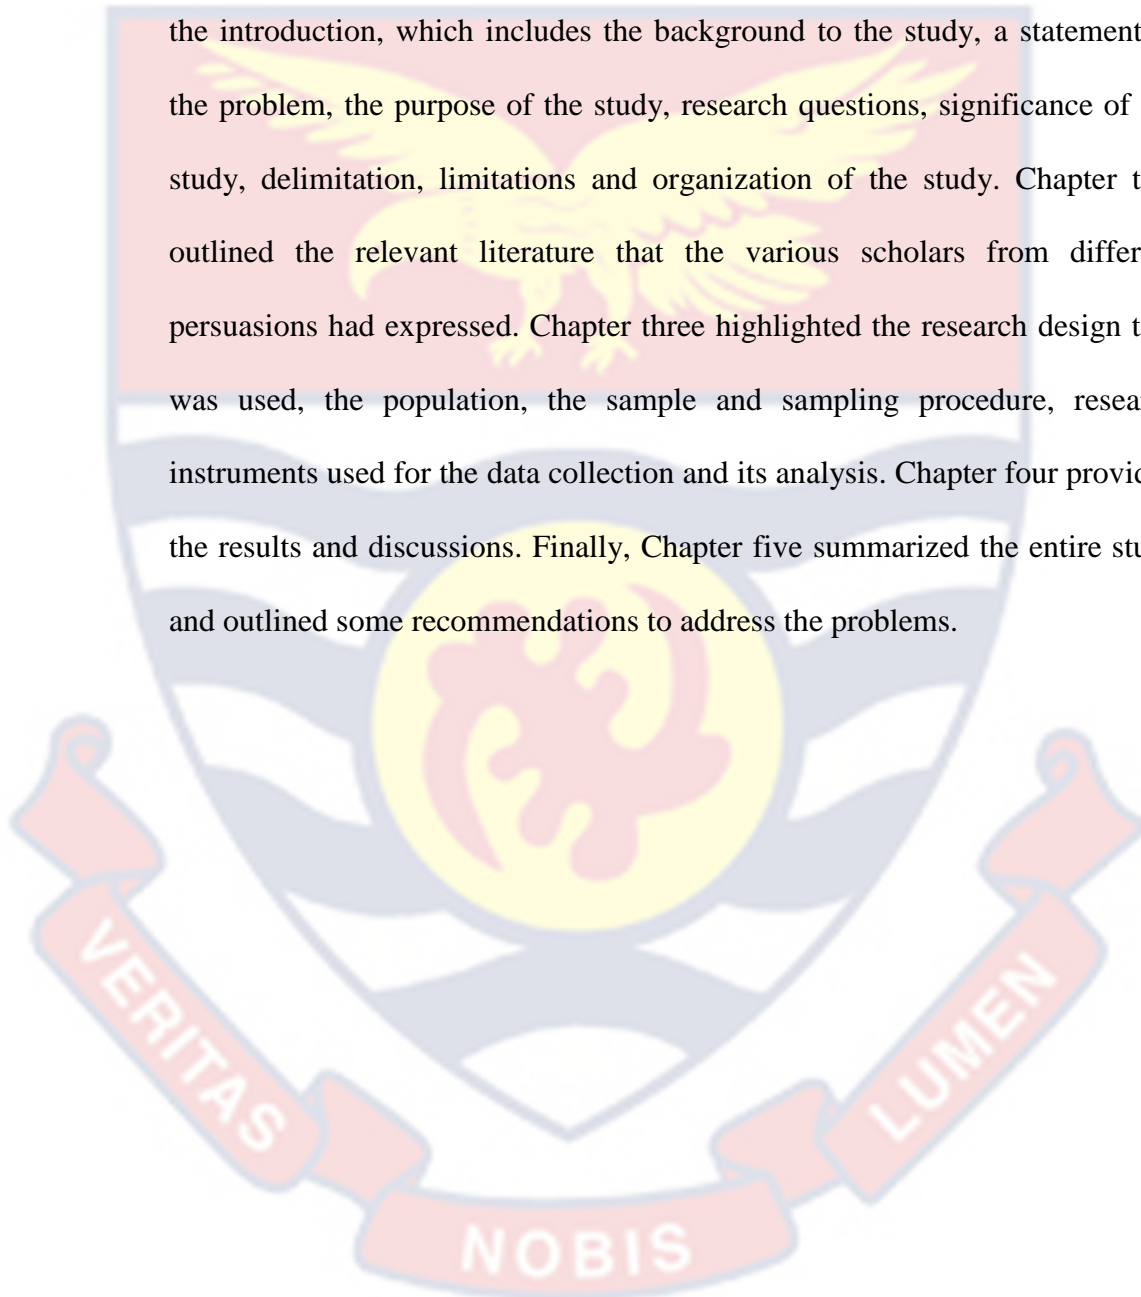 the introduction, which includes the background to the study, a statement
the problem, the purpose of the study, research questions, significance of
study, delimitation, limitations and organization of the study. Chapter t
outlined the relevant literature that the various scholars from differ
persuasions had expressed. Chapter three highlighted the research design t
was used, the population, the sample and sampling procedure, resear
instruments used for the data collection and its analysis. Chapter four provid
the results and discussions. Finally, Chapter five summarized the entire stu
and outlined some recommendations to address the problems.
VERITAS
NOBIS
LUMEN